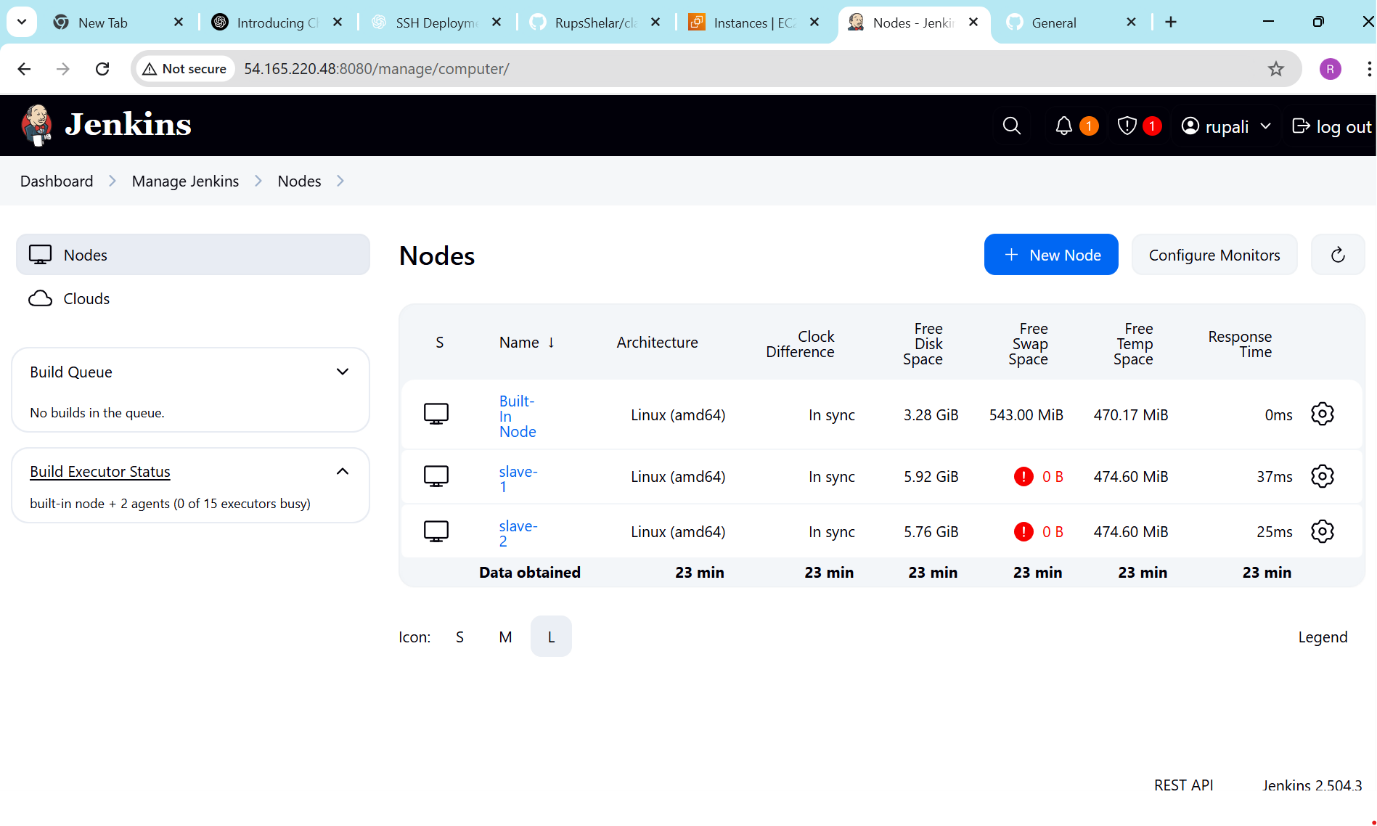 New Tab
Introducing Ch
SSH Deployme
RupsShelar/cla
Instances | EC2
Nodes - Jenkin
General
Not secure
54.165.220.48:8080/manage/computer/
R
Jenkins
1
1
rupali
log out
Dashboard
Manage Jenkins
Nodes
Nodes
Clouds
Build Queue
No builds in the queue.
Build Executor Status
built-in node + 2 agents (0 of 15 executors busy)
Nodes
+ New Node
Configure Monitors
S
Name ↓
Architecture
Clock
Difference
Free
Disk
Space
Free
Swap
Space
Free
Temp
Space
Response
Time
Built-
In
Node
Linux (amd64)
In sync
3.28 GiB
543.00 MiB
470.17 MiB
0ms
slave-
1
Linux (amd64)
In sync
5.92 GiB
! 0 B
474.60 MiB
37ms
slave-
2
Linux (amd64)
In sync
5.76 GiB
! 0 B
474.60 MiB
25ms
Data obtained
23 min
23 min
23 min
23 min
23 min
23 min
Icon:
S
M
L
Legend
REST API
Jenkins 2.504.3